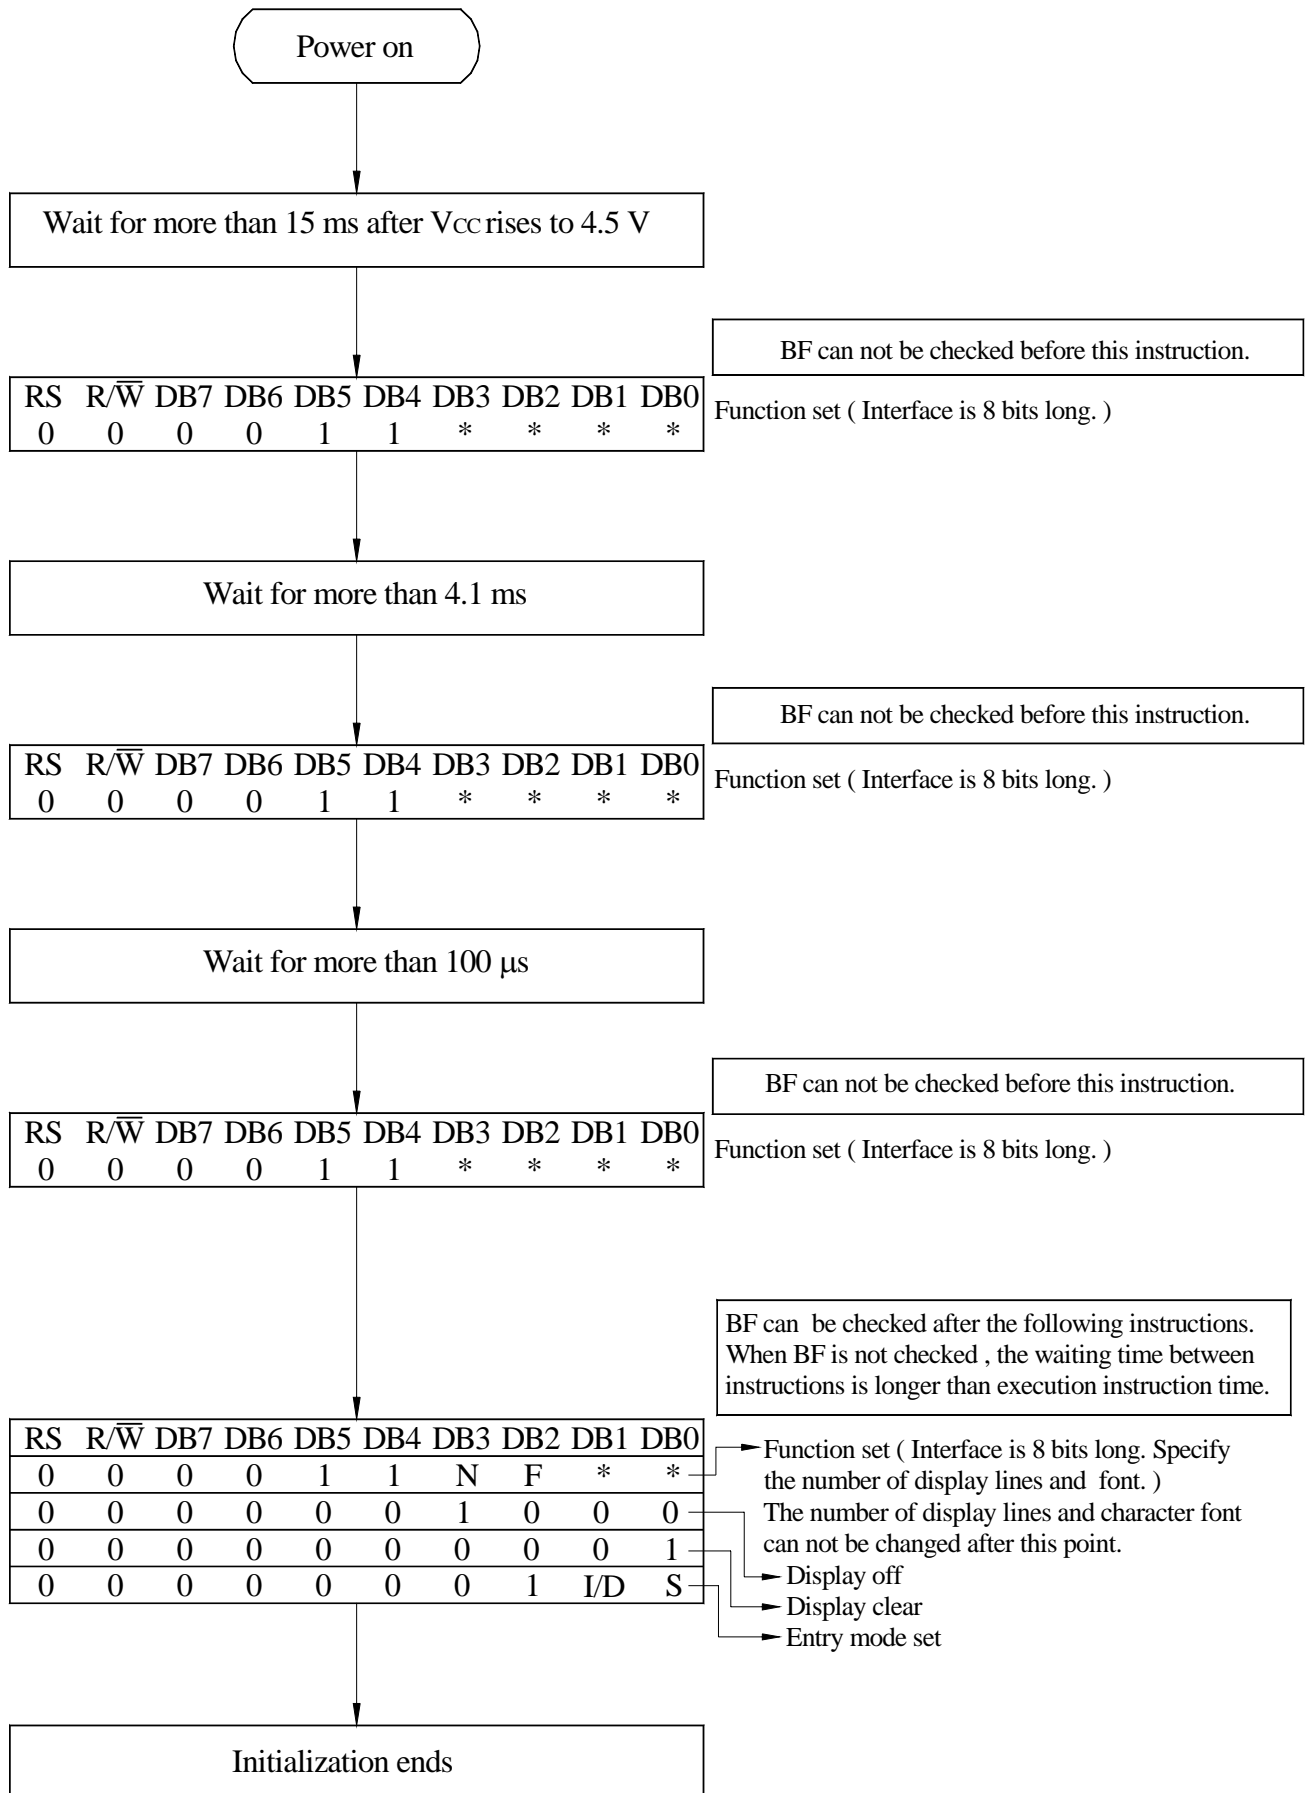 Power on
Wait for more than 15 ms after VCC rises to 4.5 V
BF can not be checked before this instruction.
RS R/W̅ DB7 DB6 DB5 DB4 DB3 DB2 DB1 DB0
0 0 0 0 1 1 * * * *
Function set ( Interface is 8 bits long. )
Wait for more than 4.1 ms
BF can not be checked before this instruction.
RS R/W̅ DB7 DB6 DB5 DB4 DB3 DB2 DB1 DB0
0 0 0 0 1 1 * * * *
Function set ( Interface is 8 bits long. )
Wait for more than 100 μs
BF can not be checked before this instruction.
RS R/W̅ DB7 DB6 DB5 DB4 DB3 DB2 DB1 DB0
0 0 0 0 1 1 * * * *
Function set ( Interface is 8 bits long. )
BF can be checked after the following instructions.
When BF is not checked , the waiting time between
instructions is longer than execution instruction time.
RS R/W̅ DB7 DB6 DB5 DB4 DB3 DB2 DB1 DB0
0 0 0 0 1 1 N F * *
0 0 0 0 0 0 1 0 0 0
0 0 0 0 0 0 0 0 0 1
0 0 0 0 0 0 0 1 I/D S
Function set ( Interface is 8 bits long. Specify
the number of display lines and font. )
The number of display lines and character font
can not be changed after this point.
Display off
Display clear
Entry mode set
Initialization ends